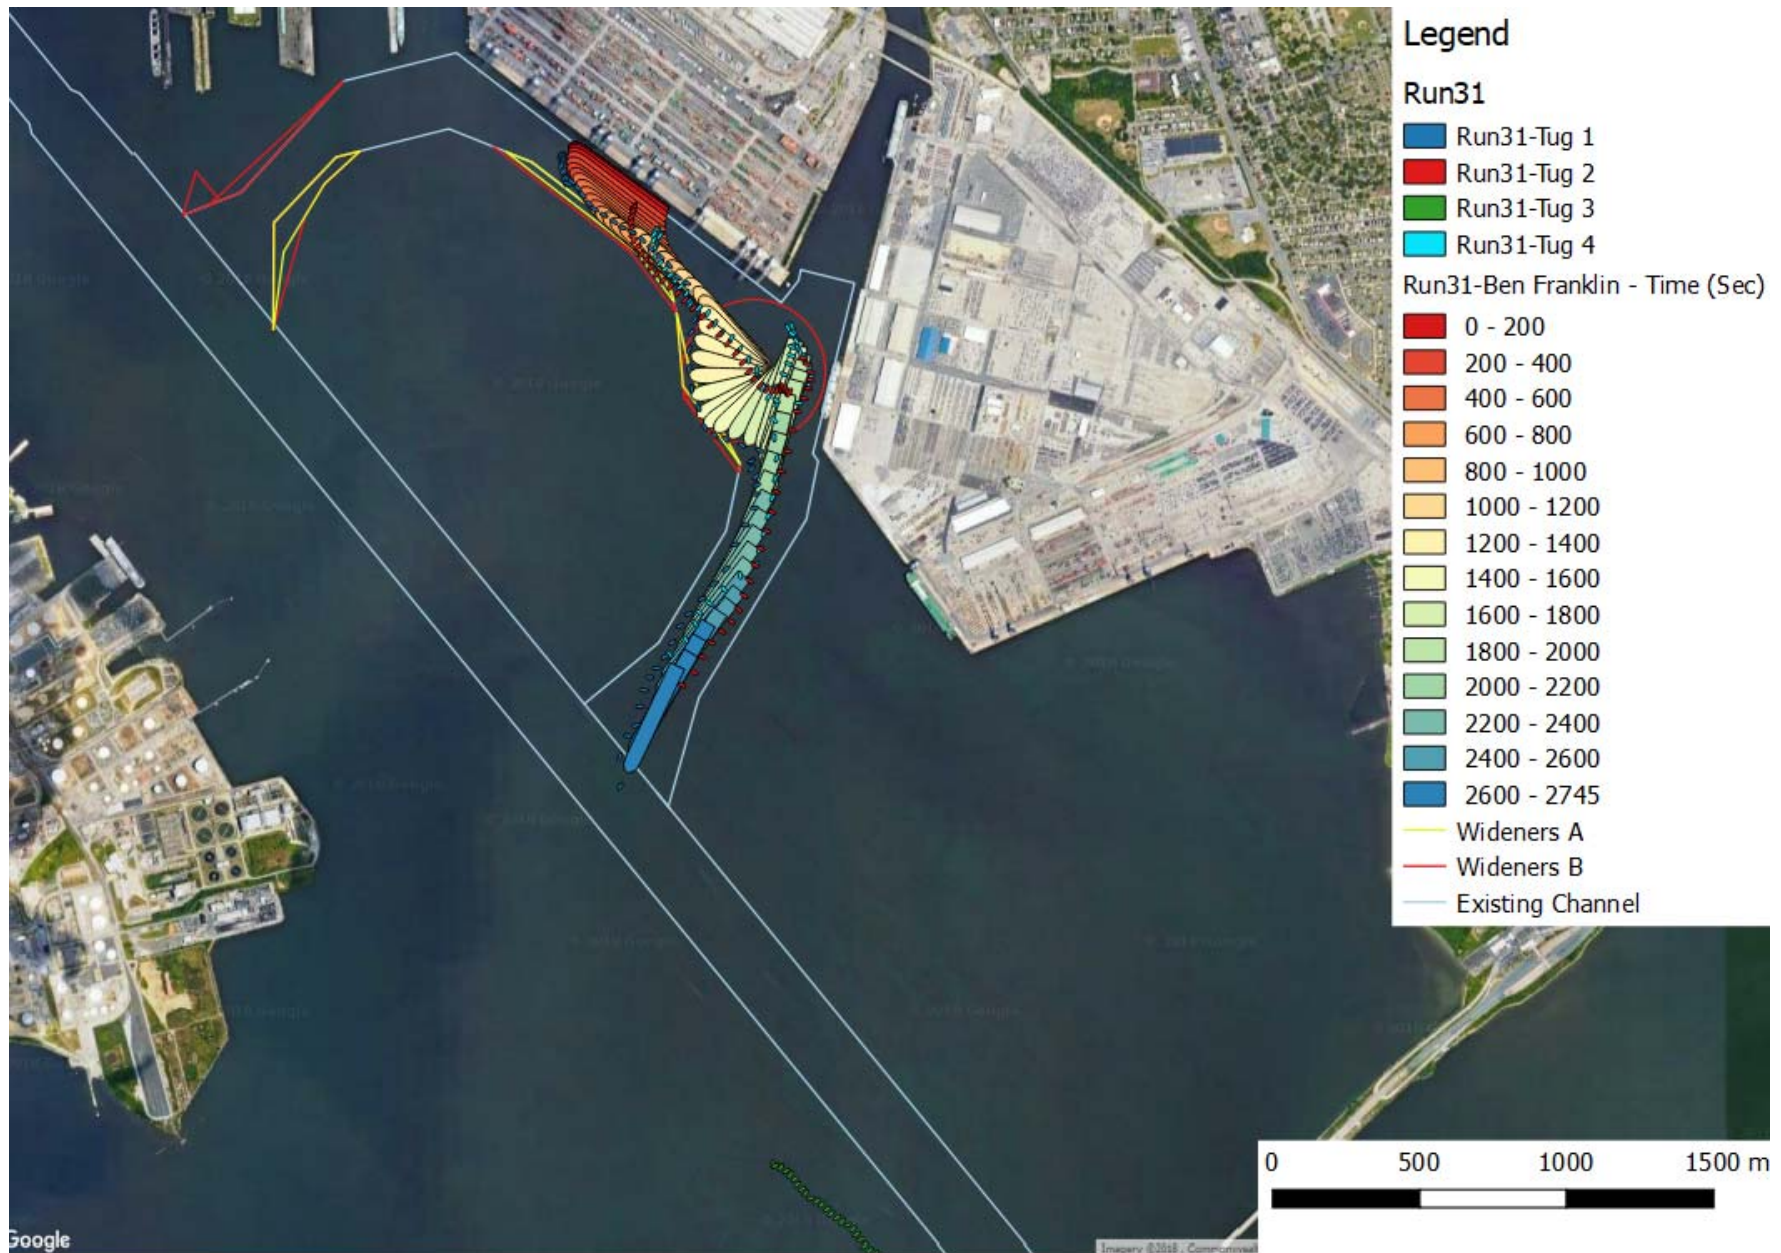 Legend
Run31
Run31-Tug 1
Run31-Tug 2
Run31-Tug 3
Run31-Tug 4
Run31-Ben Franklin - Time (Sec)
0 - 200
200 - 400
400 - 600
600 - 800
800 - 1000
1000 - 1200
1200 - 1400
1400 - 1600
1600 - 1800
1800 - 2000
2000 - 2200
2200 - 2400
2400 - 2600
2600 - 2745
Wideners A
Wideners B
Existing Channel
0 500 1000 1500 m
Google
Imagery ©2018